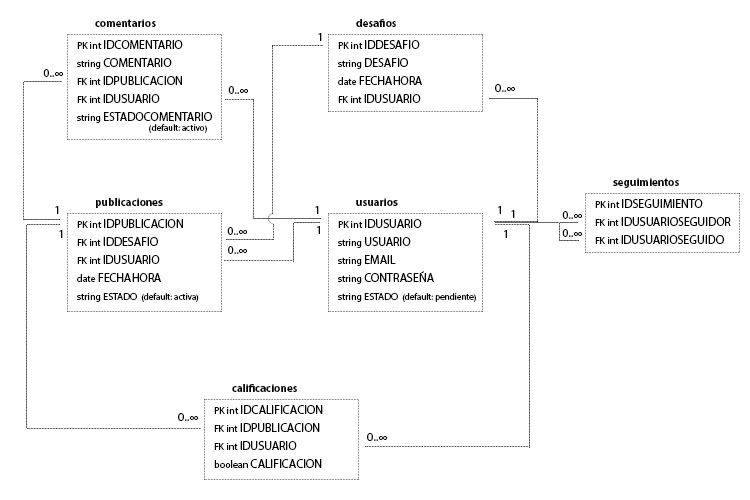 comentarios
PK int IDCOMENTARIO
string COMENTARIO
FK int IDPUBLICACION
FK int IDUSUARIO
string ESTADOCOMENTARIO
(default: activo)
0..∞
0..∞
desafios
1
PK int IDDESAFIO
string DESAFIO
date FECHAHORA
FK int IDUSUARIO
0..∞
publicaciones
1
1
PK int IDPUBLICACION
FK int IDDESAFIO
FK int IDUSUARIO
date FECHAHORA
string ESTADO (default: activa)
0..∞
0..∞
usuarios
1
1
PK int IDUSUARIO
string USUARIO
string EMAIL
string CONTRASEÑA
string ESTADO (default: pendiente)
1
1
1
seguimientos
PK int IDSEGUIMIENTO
FK int IDUSUARIOSEGUIDOR
FK int IDUSUARIOSEGUIDO
0..∞
0..∞
calificaciones
PK int IDCALIFICACION
FK int IDPUBLICACION
FK int IDUSUARIO
boolean CALIFICACION
0..∞
0..∞